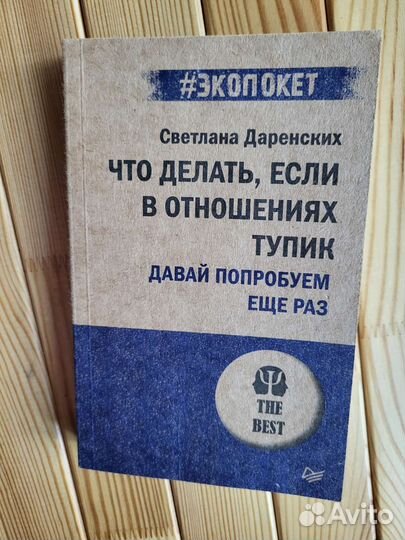 #ЭКОПОКЕТ
Светлана Даренских
ЧТО ДЕЛАТЬ, ЕСЛИ
В ОТНОШЕНИЯХ
ТУПИК
ДАВАЙ ПОПРОБУЕМ
ЕЩЕ РАЗ
Ψ
THE
BEST
Avito